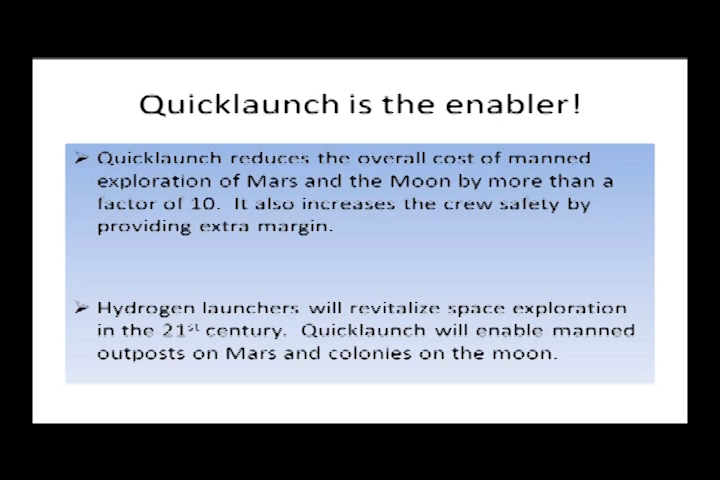 Quicklaunch is the enabler!
➢ Quicklaunch reduces the overall cost of manned
exploration of Mars and the Moon by more than a
factor of 10.  It also increases the crew safety by
providing extra margin.
➢ Hydrogen launchers will revitalize space exploration
in the 21st century.  Quicklaunch will enable manned
outposts on Mars and colonies on the moon.